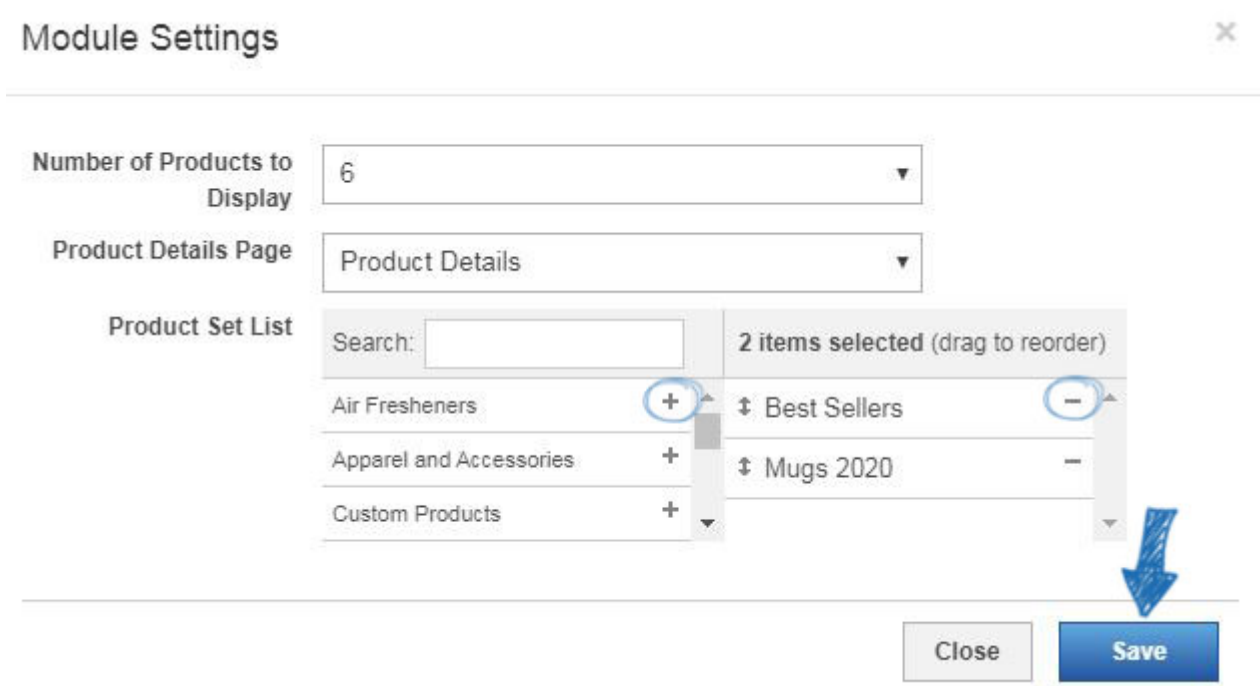 Module Settings
×
Number of Products to
Display
6
Product Details Page
Product Details
Product Set List
Search:
2 items selected (drag to reorder)
Air Fresheners +
Apparel and Accessories +
Custom Products +
Best Sellers −
Mugs 2020 −
Close
Save